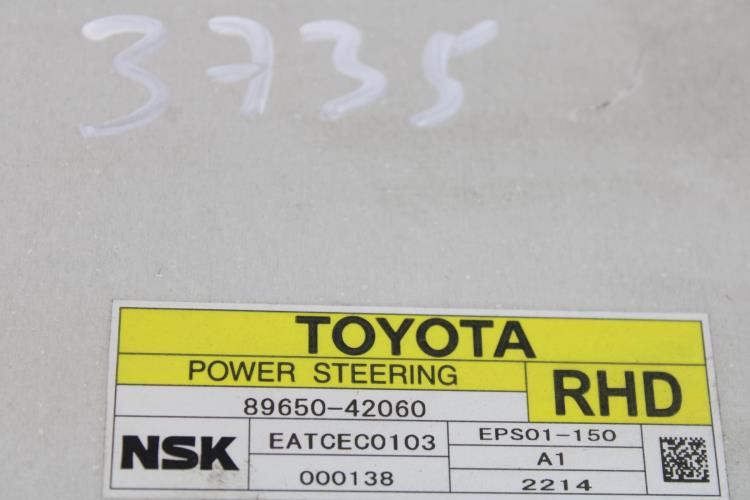 3735
TOYOTA
POWER STEERING
RHD
89650-42060
NSK
EATCEC0103
EPS01-150
A1
000138
2214